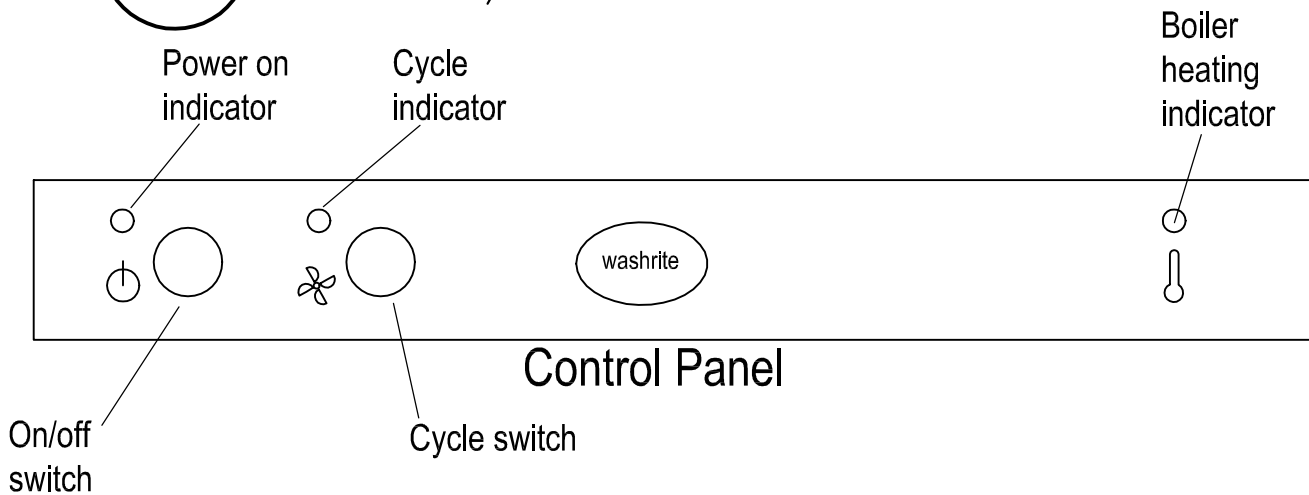 Power on
indicator
Cycle
indicator
Boiler
heating
indicator
washrite
Control Panel
On/off
switch
Cycle switch